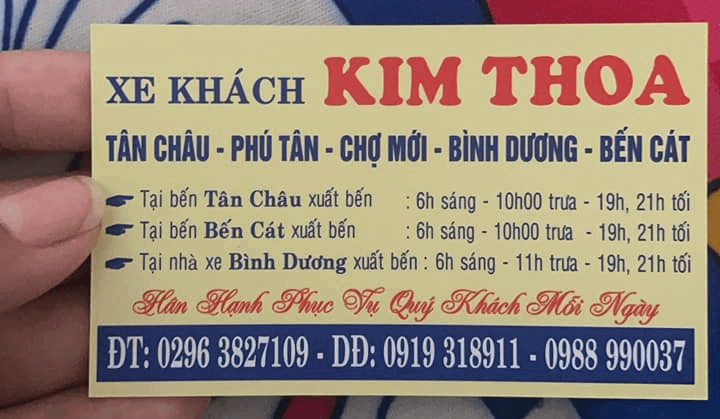 XE KHÁCH KIM THOA
TÂN CHÂU - PHÚ TÂN - CHỢ MỚI - BÌNH DƯƠNG - BẾN CÁT
Tại bến Tân Châu xuất bến : 6h sáng - 10h00 trưa - 19h, 21h tối
Tại bến Bến Cát xuất bến : 6h sáng - 10h00 trưa - 19h, 21h tối
Tại nhà xe Bình Dương xuất bến : 6h sáng - 11h trưa - 19h, 21h tối
Hân Hạnh Phục Vụ Quý Khách Mỗi Ngày
ĐT: 0296 3827109 - DĐ: 0919 318911 - 0988 990037